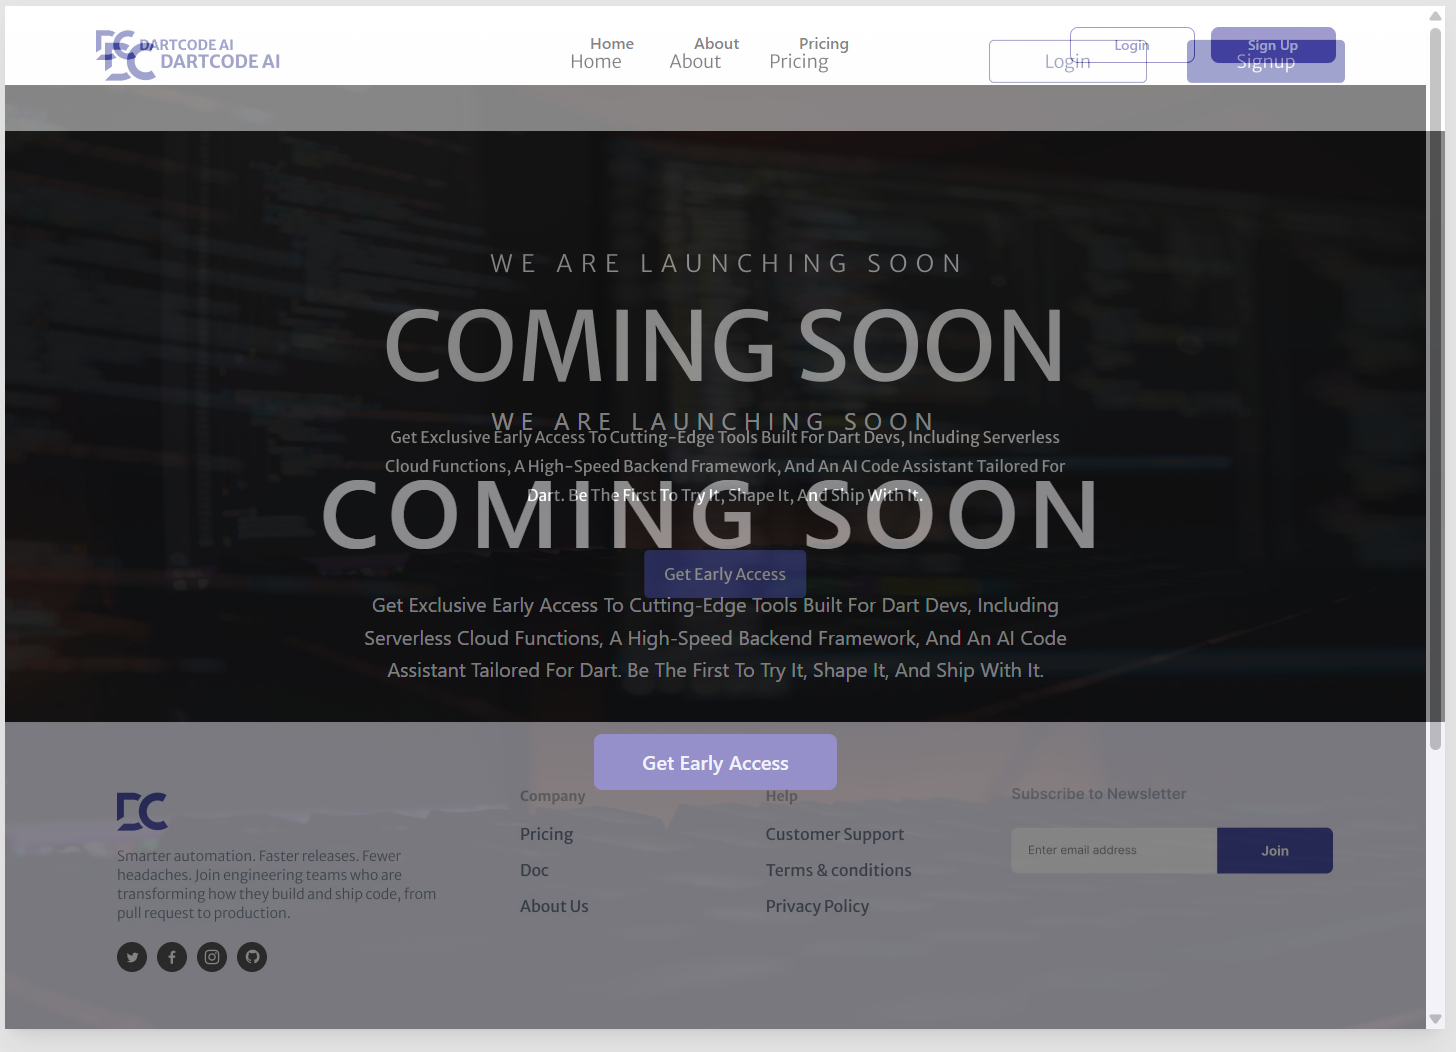 DARTCODE AI
DARTCODE AI
Home
About
Pricing
Home
About
Pricing
Login
Sign Up
Login
Signup
WE ARE LAUNCHING SOON
COMING SOON
WE ARE LAUNCHING SOON
Get Exclusive Early Access To Cutting-Edge Tools Built For Dart Devs, Including Serverless
Cloud Functions, A High-Speed Backend Framework, And An AI Code Assistant Tailored For
Dart. Be The First To Try It, Shape It, And Ship With It.
COMING SOON
Get Early Access
Get Exclusive Early Access To Cutting-Edge Tools Built For Dart Devs, Including
Serverless Cloud Functions, A High-Speed Backend Framework, And An AI Code
Assistant Tailored For Dart. Be The First To Try It, Shape It, And Ship With It.
Get Early Access
DC
Smarter automation. Faster releases. Fewer
headaches. Join engineering teams who are
transforming how they build and ship code, from
pull request to production.
Company
Pricing
Doc
About Us
Help
Customer Support
Terms & conditions
Privacy Policy
Subscribe to Newsletter
Enter email address
Join